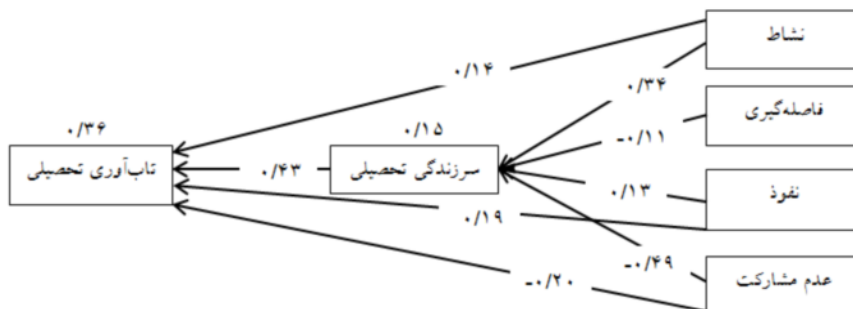 نشاط
۰/۱۴
۰/۳۴
فاصله‌گیری
۰/۳۶
۰/۱۵
-۰/۱۱
تاب‌آوری تحصیلی
۰/۴۳
سرزندگی تحصیلی
۰/۱۳
نفوذ
۰/۱۹
-۰/۴۹
عدم مشارکت
-۰/۲۰